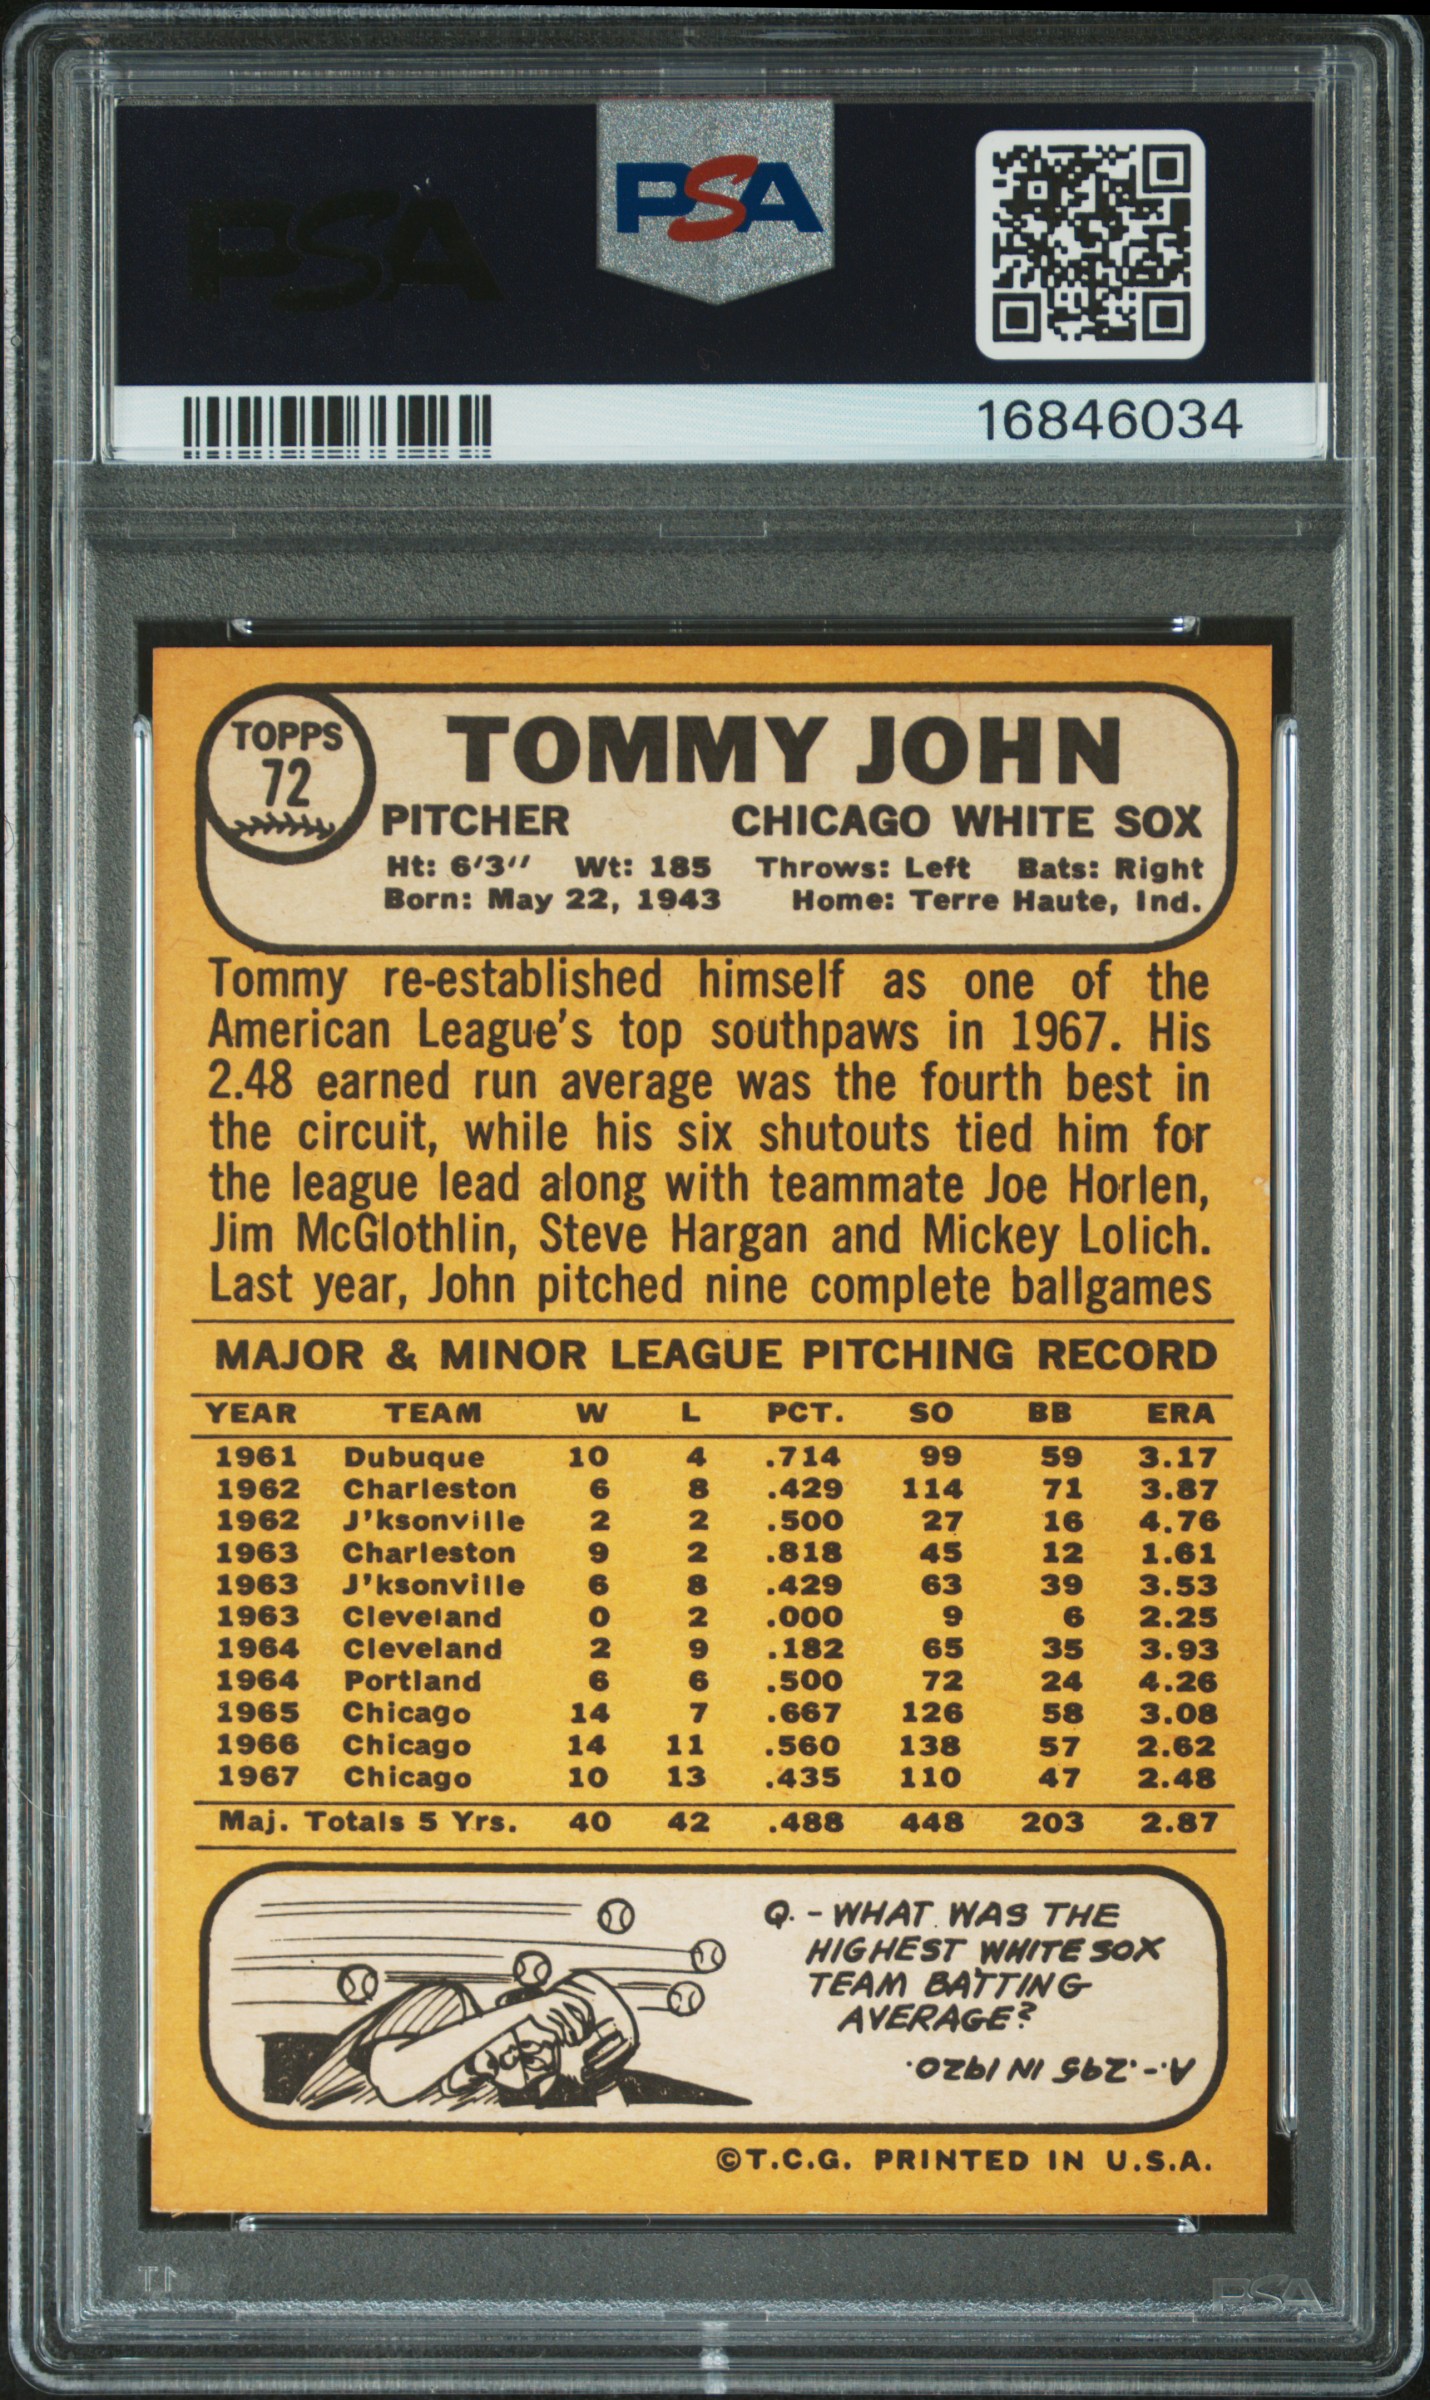 PSA
PSA
16846034
TOPPS
72
TOMMY JOHN
PITCHER CHICAGO WHITE SOX
Ht: 6'3" Wt: 185 Throws: Left Bats: Right
Born: May 22, 1943 Home: Terre Haute, Ind.
Tommy re-established himself as one of the
American League's top southpaws in 1967. His
2.48 earned run average was the fourth best in
the circuit, while his six shutouts tied him for
the league lead along with teammate Joe Horlen,
Jim McGlothlin, Steve Hargan and Mickey Lolich.
Last year, John pitched nine complete ballgames
MAJOR & MINOR LEAGUE PITCHING RECORD
YEAR TEAM W L PCT. SO BB ERA
1961 Dubuque 10 4 .714 99 59 3.17
1962 Charleston 6 8 .429 114 71 3.87
1962 J'ksonville 2 2 .500 27 16 4.76
1963 Charleston 9 2 .818 45 12 1.61
1963 J'ksonville 6 8 .429 63 39 3.53
1963 Cleveland 0 2 .000 9 6 2.25
1964 Cleveland 2 9 .182 65 35 3.93
1964 Portland 6 6 .500 72 24 4.26
1965 Chicago 14 7 .667 126 58 3.08
1966 Chicago 14 11 .560 138 57 2.62
1967 Chicago 10 13 .435 110 47 2.48
Maj. Totals 5 Yrs. 40 42 .488 448 203 2.87
Q. - WHAT WAS THE
HIGHEST WHITE SOX
TEAM BATTING
AVERAGE?
A.-.295 IN 1920.
©T.C.G. PRINTED IN U.S.A.
PSA